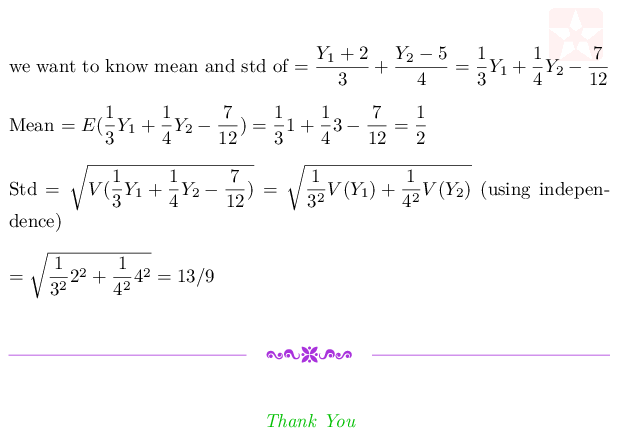 we want to know mean and std of = \frac{Y_1 + 2}{3} + \frac{Y_2 - 5}{4} = \frac{1}{3}Y_1 + \frac{1}{4}Y_2 - \frac{7}{12}
Mean = E(\frac{1}{3}Y_1 + \frac{1}{4}Y_2 - \frac{7}{12}) = \frac{1}{3}1 + \frac{1}{4}3 - \frac{7}{12} = \frac{1}{2}
Std = \sqrt{V(\frac{1}{3}Y_1 + \frac{1}{4}Y_2 - \frac{7}{12})} = \sqrt{\frac{1}{3^2}V(Y_1) + \frac{1}{4^2}V(Y_2)} (using indepen-
dence)
= \sqrt{\frac{1}{3^2}2^2 + \frac{1}{4^2}4^2} = 13/9
Thank You